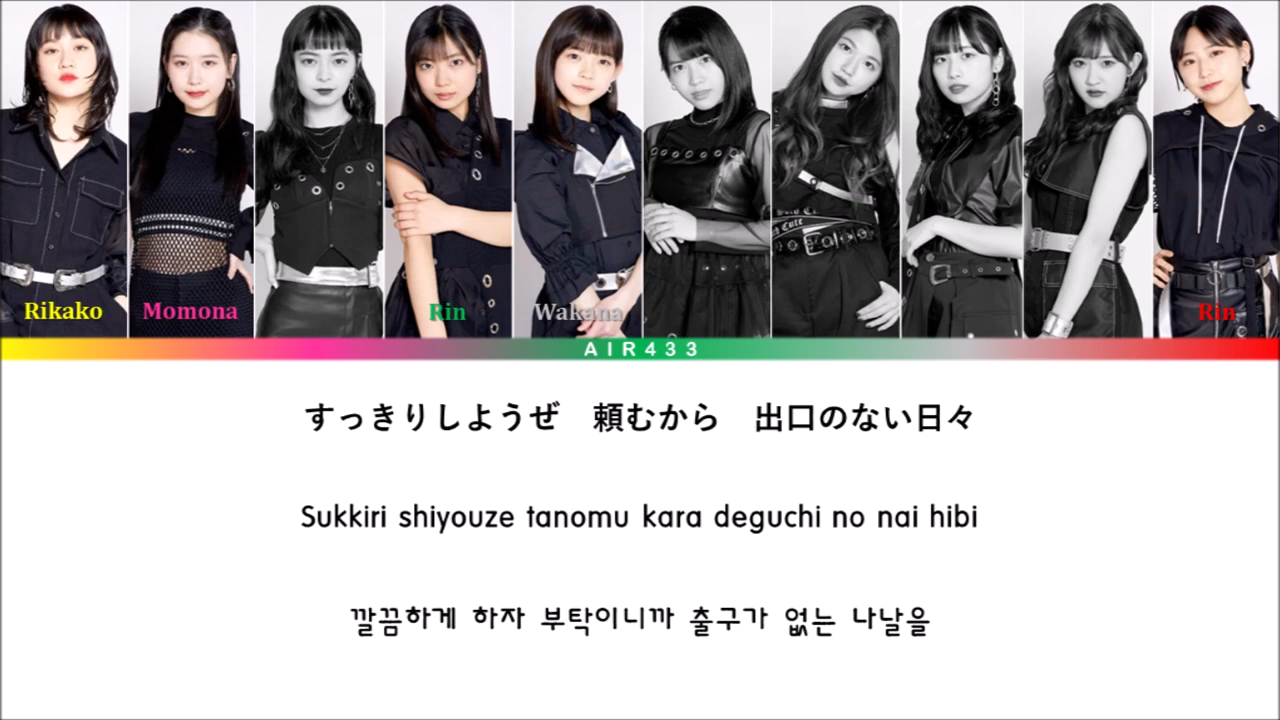 Rikako Momona Rin Wakana Rin
AIR433
すっきりしようぜ　頼むから　出口のない日々
Sukkiri shiyouze tanomu kara deguchi no nai hibi
깔끔하게 하자 부탁이니까 출구가 없는 나날을